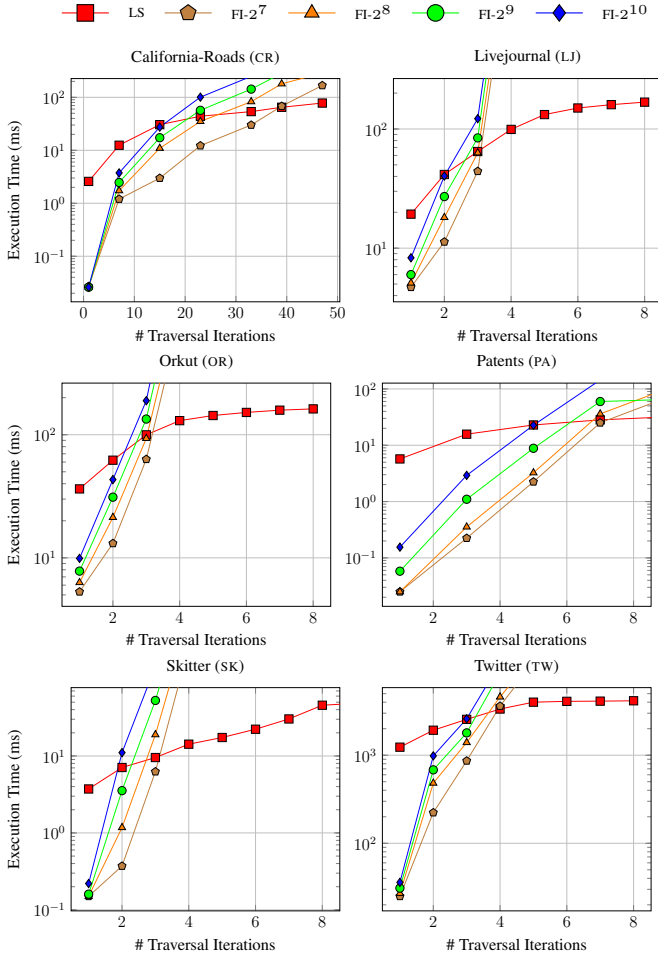 LS FI-2^7 FI-2^8 FI-2^9 FI-2^10
California-Roads (CR) Livejournal (LJ)
Execution Time (ms)
10^2
10^1
10^0
10^−1
0 10 20 30 40 50
# Traversal Iterations
10^2
10^1
2 4 6 8
# Traversal Iterations
Orkut (OR) Patents (PA)
Execution Time (ms)
10^2
10^1
2 4 6 8
# Traversal Iterations
10^2
10^1
10^0
10^−1
2 4 6 8
# Traversal Iterations
Skitter (SK) Twitter (TW)
Execution Time (ms)
10^1
10^0
10^−1
2 4 6 8
# Traversal Iterations
10^3
10^2
2 4 6 8
# Traversal Iterations